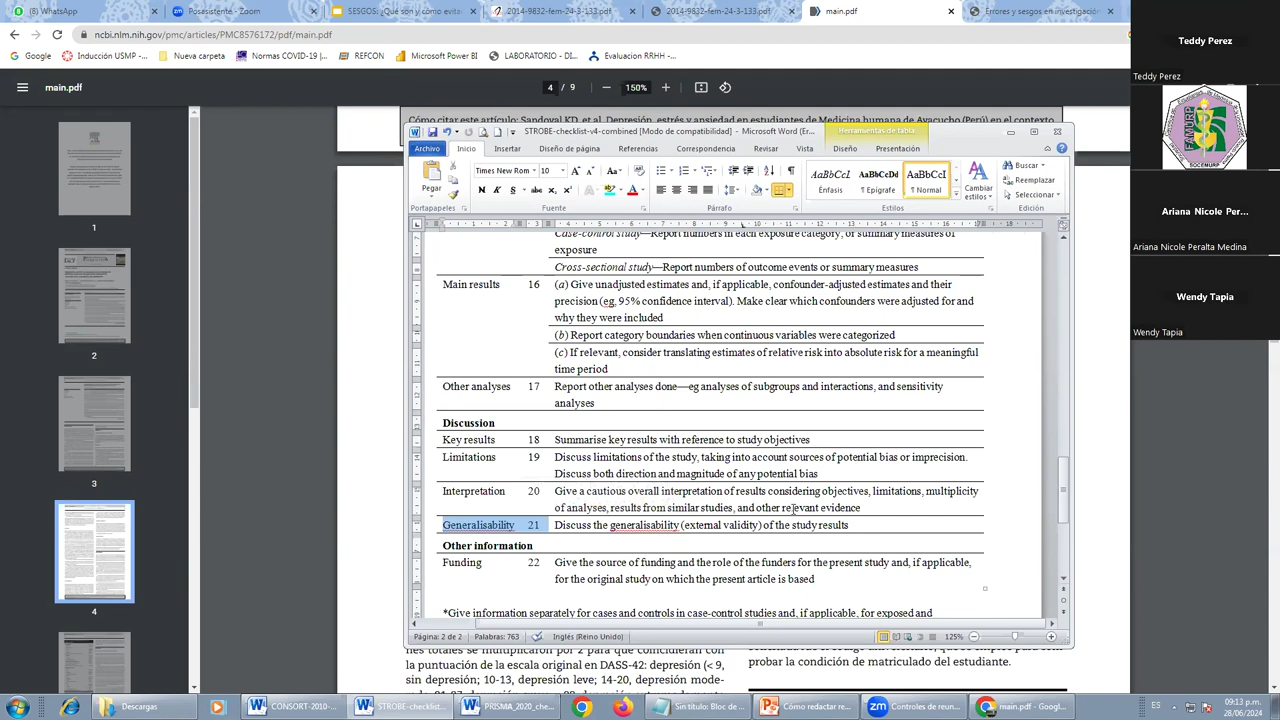 WhatsApp
Posasistente - Zoom
SESGOS: ¿Qué son y cómo evita
2014-9832-fem-24-3-133.pdf
2014-9832-fem-24-3-133.pdf
main.pdf
Errores y sesgos en investigación
ncbi.nlm.nih.gov/pmc/articles/PMC8576172/pdf/main.pdf
Google
Inducción USMP -...
Nueva carpeta
Normas COVID-19 |...
REFCON
Microsoft Power BI
LABORATORIO - DI...
Evaluacion RRHH -...
main.pdf
4 / 9
150%
1
2
3
4
Cómo citar este artículo: Sandoval KD, et al. Depresión, estrés y ansiedad en estudiantes de Medicina humana de Ayacucho (Perú) en el contexto
STROBE-checklist-v4-combined [Modo de compatibilidad] - Microsoft Word (Er...
Herramientas de tabla
Archivo
Inicio
Insertar
Diseño de página
Referencias
Correspondencia
Revisar
Vista
Diseño
Presentación
Pegar
Portapapeles
Times New Rom
10
Fuente
Párrafo
AaBbCcL
Énfasis
AaBbCcDd
¶ Epígrafe
AaBbCcI
¶ Normal
Cambiar
estilos
Estilos
Buscar
Reemplazar
Seleccionar
Edición
Case-control study—Report numbers in each exposure category, or summary measures of
exposure
Cross-sectional study—Report numbers of outcome events or summary measures
Main results 16 (a) Give unadjusted estimates and, if applicable, confounder-adjusted estimates and their
precision (eg, 95% confidence interval). Make clear which confounders were adjusted for and
why they were included
(b) Report category boundaries when continuous variables were categorized
(c) If relevant, consider translating estimates of relative risk into absolute risk for a meaningful
time period
Other analyses 17 Report other analyses done—eg analyses of subgroups and interactions, and sensitivity
analyses
Discussion
Key results 18 Summarise key results with reference to study objectives
Limitations 19 Discuss limitations of the study, taking into account sources of potential bias or imprecision.
Discuss both direction and magnitude of any potential bias
Interpretation 20 Give a cautious overall interpretation of results considering objectives, limitations, multiplicity
of analyses, results from similar studies, and other relevant evidence
Generalisability 21 Discuss the generalisability (external validity) of the study results
Other information
Funding 22 Give the source of funding and the role of the funders for the present study and, if applicable,
for the original study on which the present article is based
*Give information separately for cases and controls in case-control studies and, if applicable, for exposed and
Página: 2 de 2
Palabras: 763
Inglés (Reino Unido)
125%
la puntuación de la escala original en DASS-42: depresión (< 9,
sin depresión; 10-13, depresión leve; 14-20, depresión mode-
probar la condición de matriculado del estudiante.
Teddy Perez
Teddy Perez
Ariana Nicole Per...
Ariana Nicole Peralta Medina
Wendy Tapia
Wendy Tapia
Descargas
CONSORT-2010-...
STROBE-checklist...
PRISMA_2020_che...
Sin título: Bloc de ...
Cómo redactar re...
Controles de reun...
main.pdf - Googl...
ES
09:13 p.m.
28/06/2024